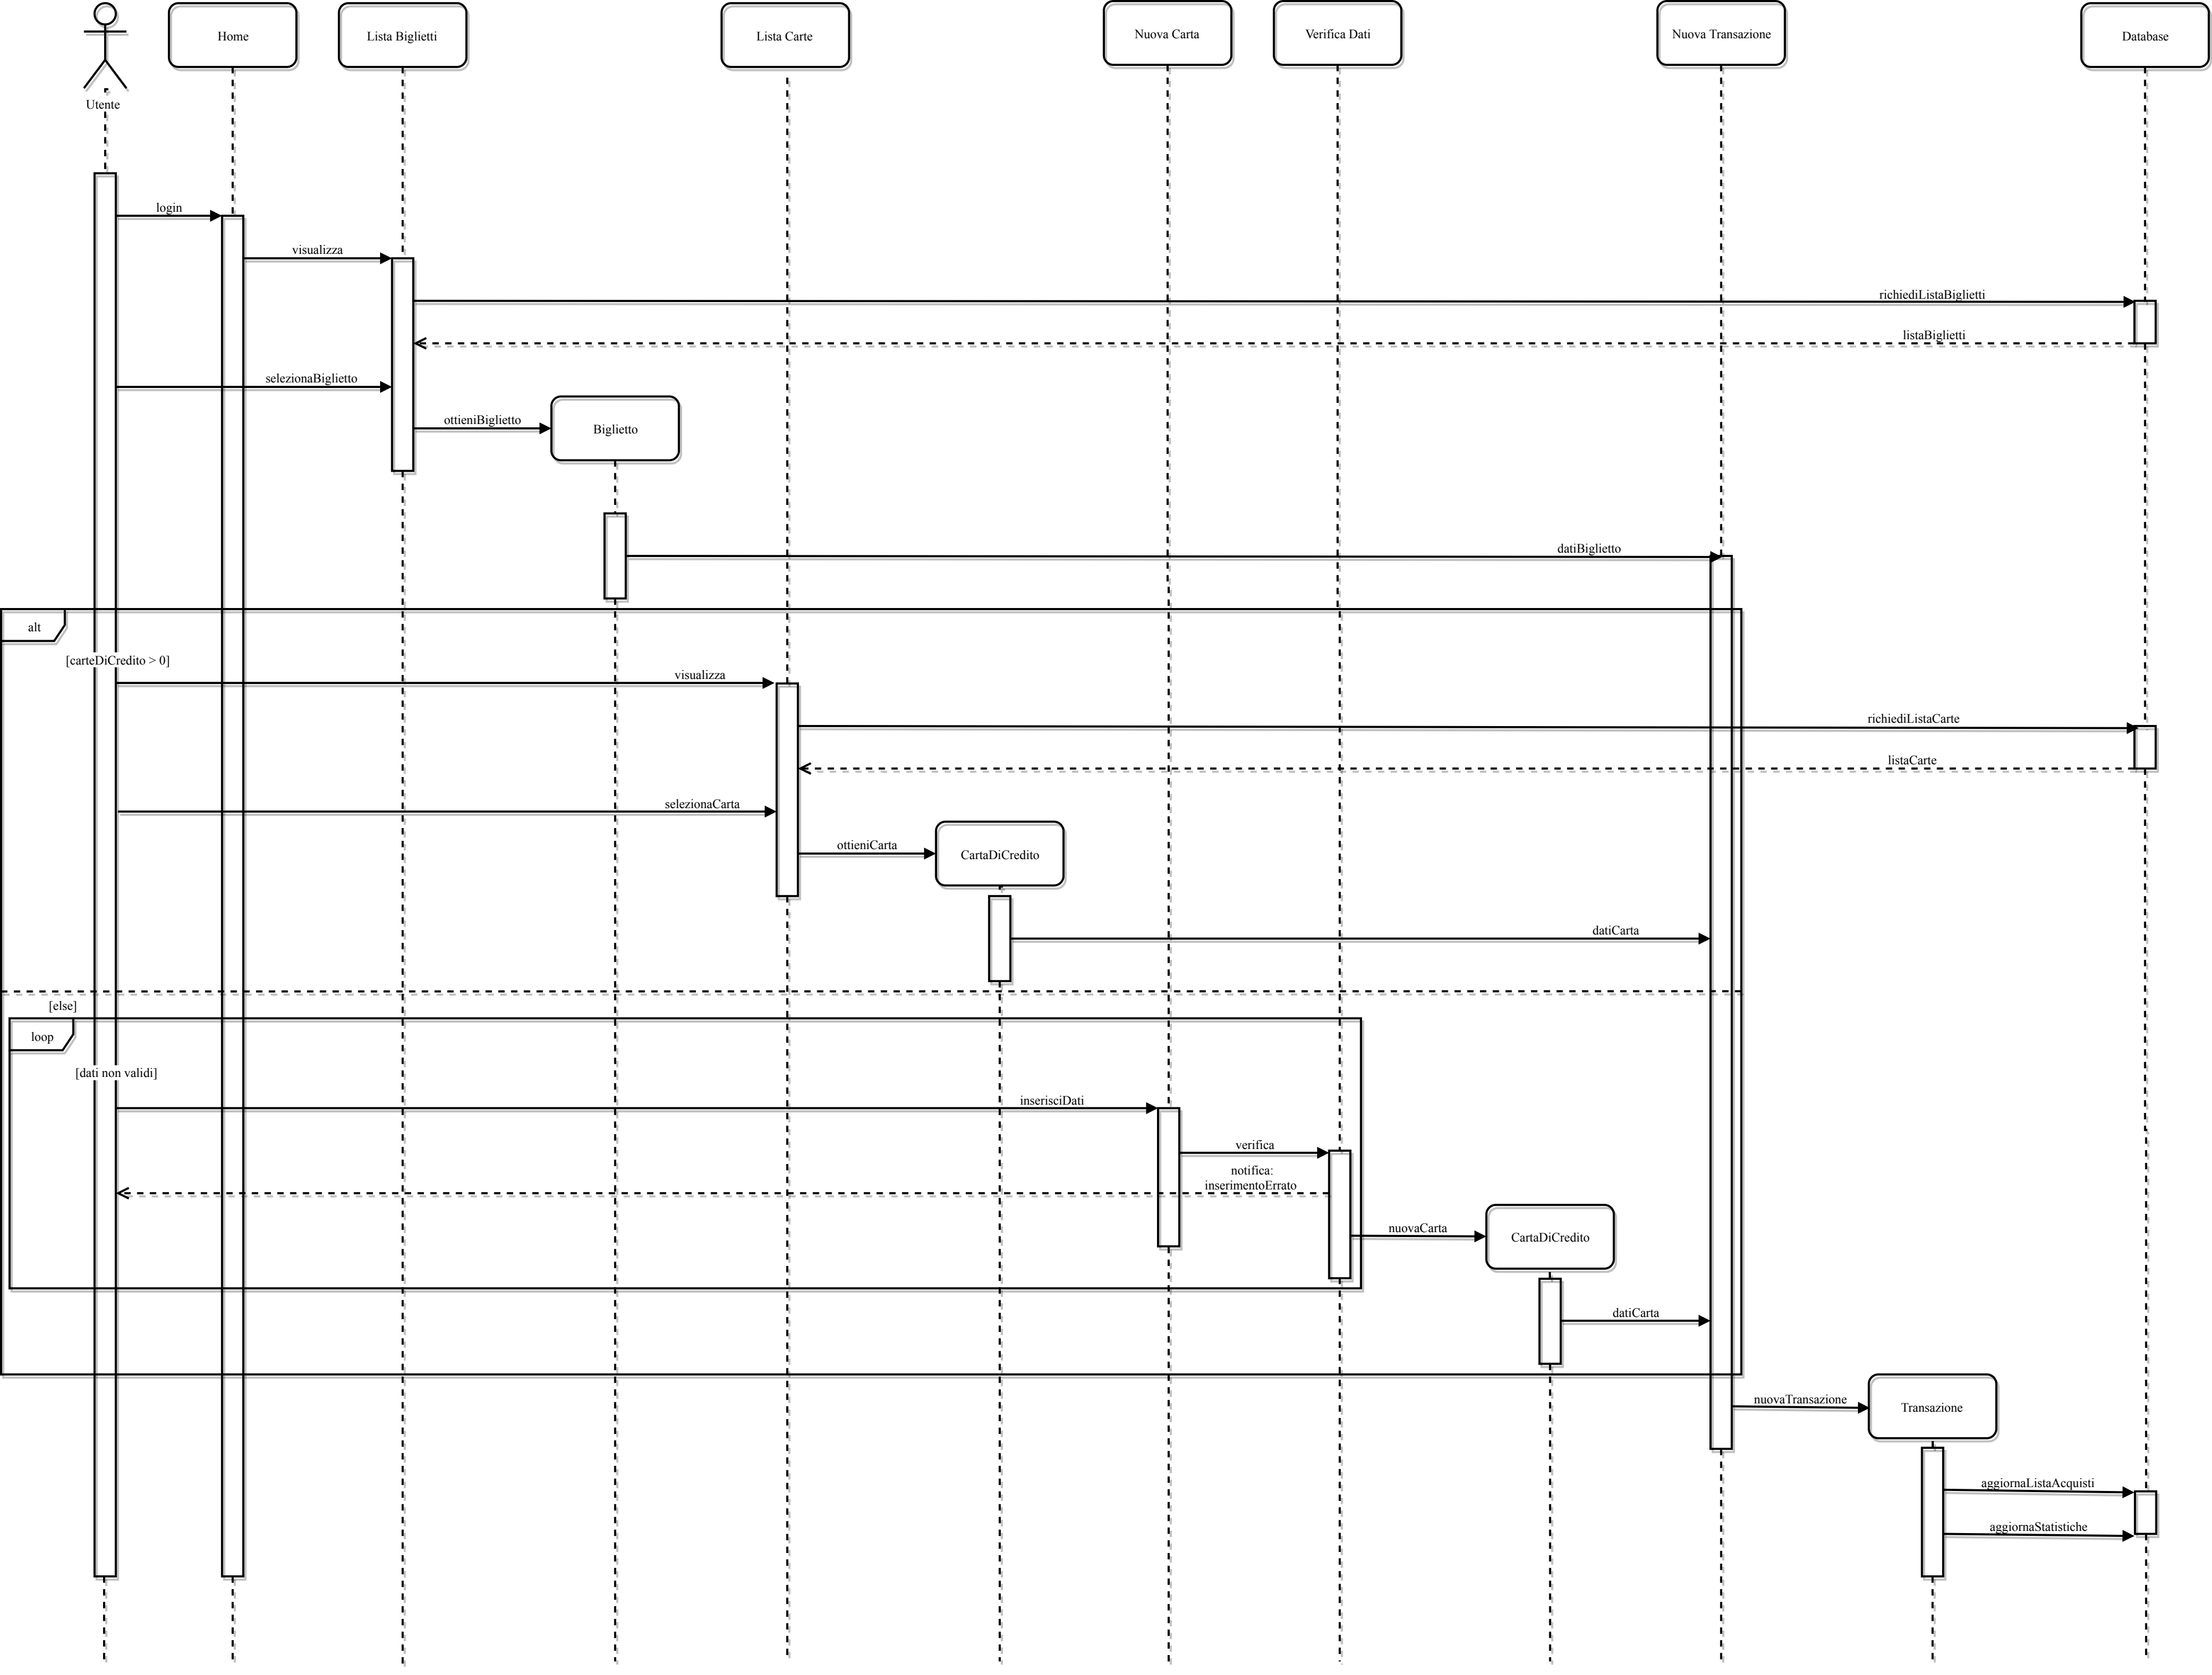 Home
Lista Biglietti
Lista Carte
Nuova Carta
Verifica Dati
Nuova Transazione
Database
Utente
login
visualizza
richiediListaBiglietti
listaBiglietti
selezionaBiglietto
ottieniBiglietto
Biglietto
datiBiglietto
alt
[carteDiCredito > 0]
visualizza
richiediListaCarte
listaCarte
selezionaCarta
ottieniCarta
CartaDiCredito
datiCarta
[else]
loop
[dati non validi]
inserisciDati
verifica
notifica:
inserimentoErrato
nuovaCarta
CartaDiCredito
datiCarta
nuovaTransazione
Transazione
aggiornaListaAcquisti
aggiornaStatistiche